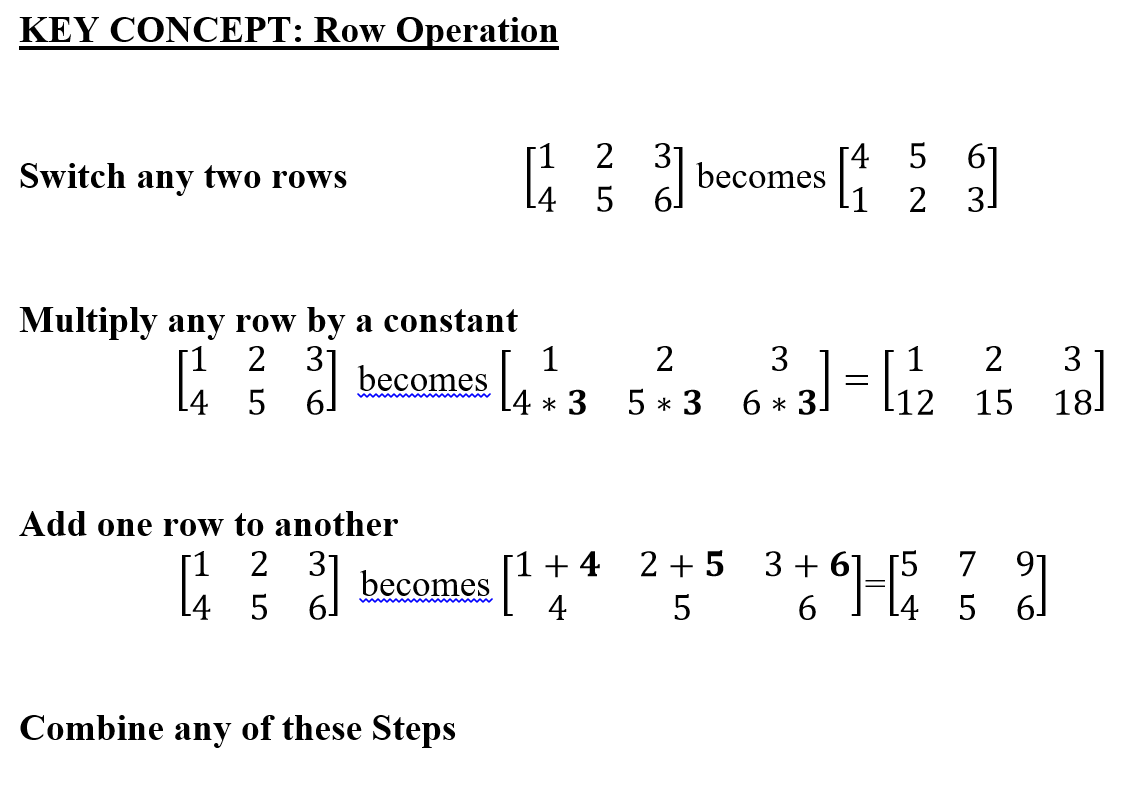 KEY CONCEPT: Row Operation
Switch any two rows [1 2 3; 4 5 6] becomes [4 5 6; 1 2 3]
Multiply any row by a constant
[1 2 3; 4 5 6] becomes [1 2 3; 4 * 3 5 * 3 6 * 3] = [1 2 3; 12 15 18]
Add one row to another
[1 2 3; 4 5 6] becomes [1 + 4 2 + 5 3 + 6; 4 5 6]=[5 7 9; 4 5 6]
Combine any of these Steps